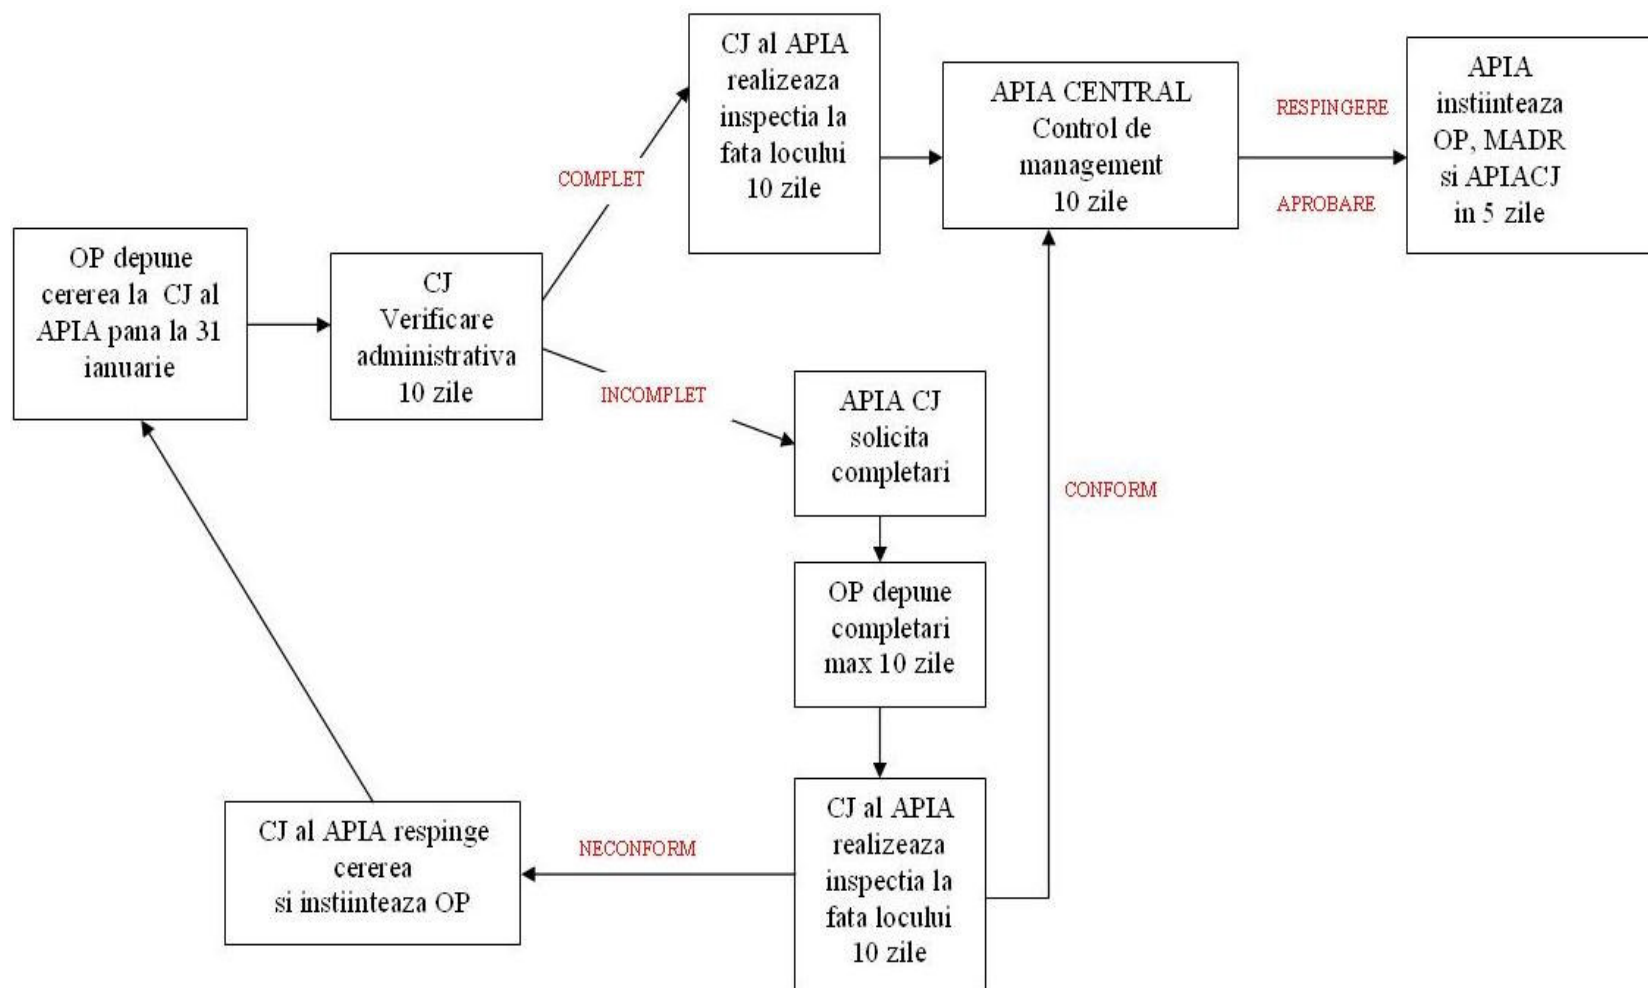 OP depune
cererea la CJ al
APIA pana la 31
ianuarie
CJ
Verificare
administrativa
10 zile
COMPLET
CJ al APIA
realizeaza
inspectia la
fata locului
10 zile
APIA CENTRAL
Control de
management
10 zile
RESPINGERE
APROBARE
APIA
instiinteaza
OP, MADR
si APIACJ
in 5 zile
INCOMPLET
APIA CJ
solicita
completari
OP depune
completari
max 10 zile
CJ al APIA
realizeaza
inspectia la
fata locului
10 zile
CONFORM
NECONFORM
CJ al APIA respinge
cererea
si instiinteaza OP